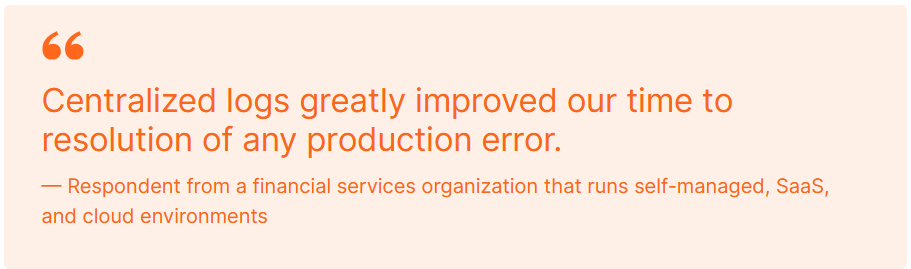 “
Centralized logs greatly improved our time to
resolution of any production error.
— Respondent from a financial services organization that runs self-managed, SaaS,
and cloud environments